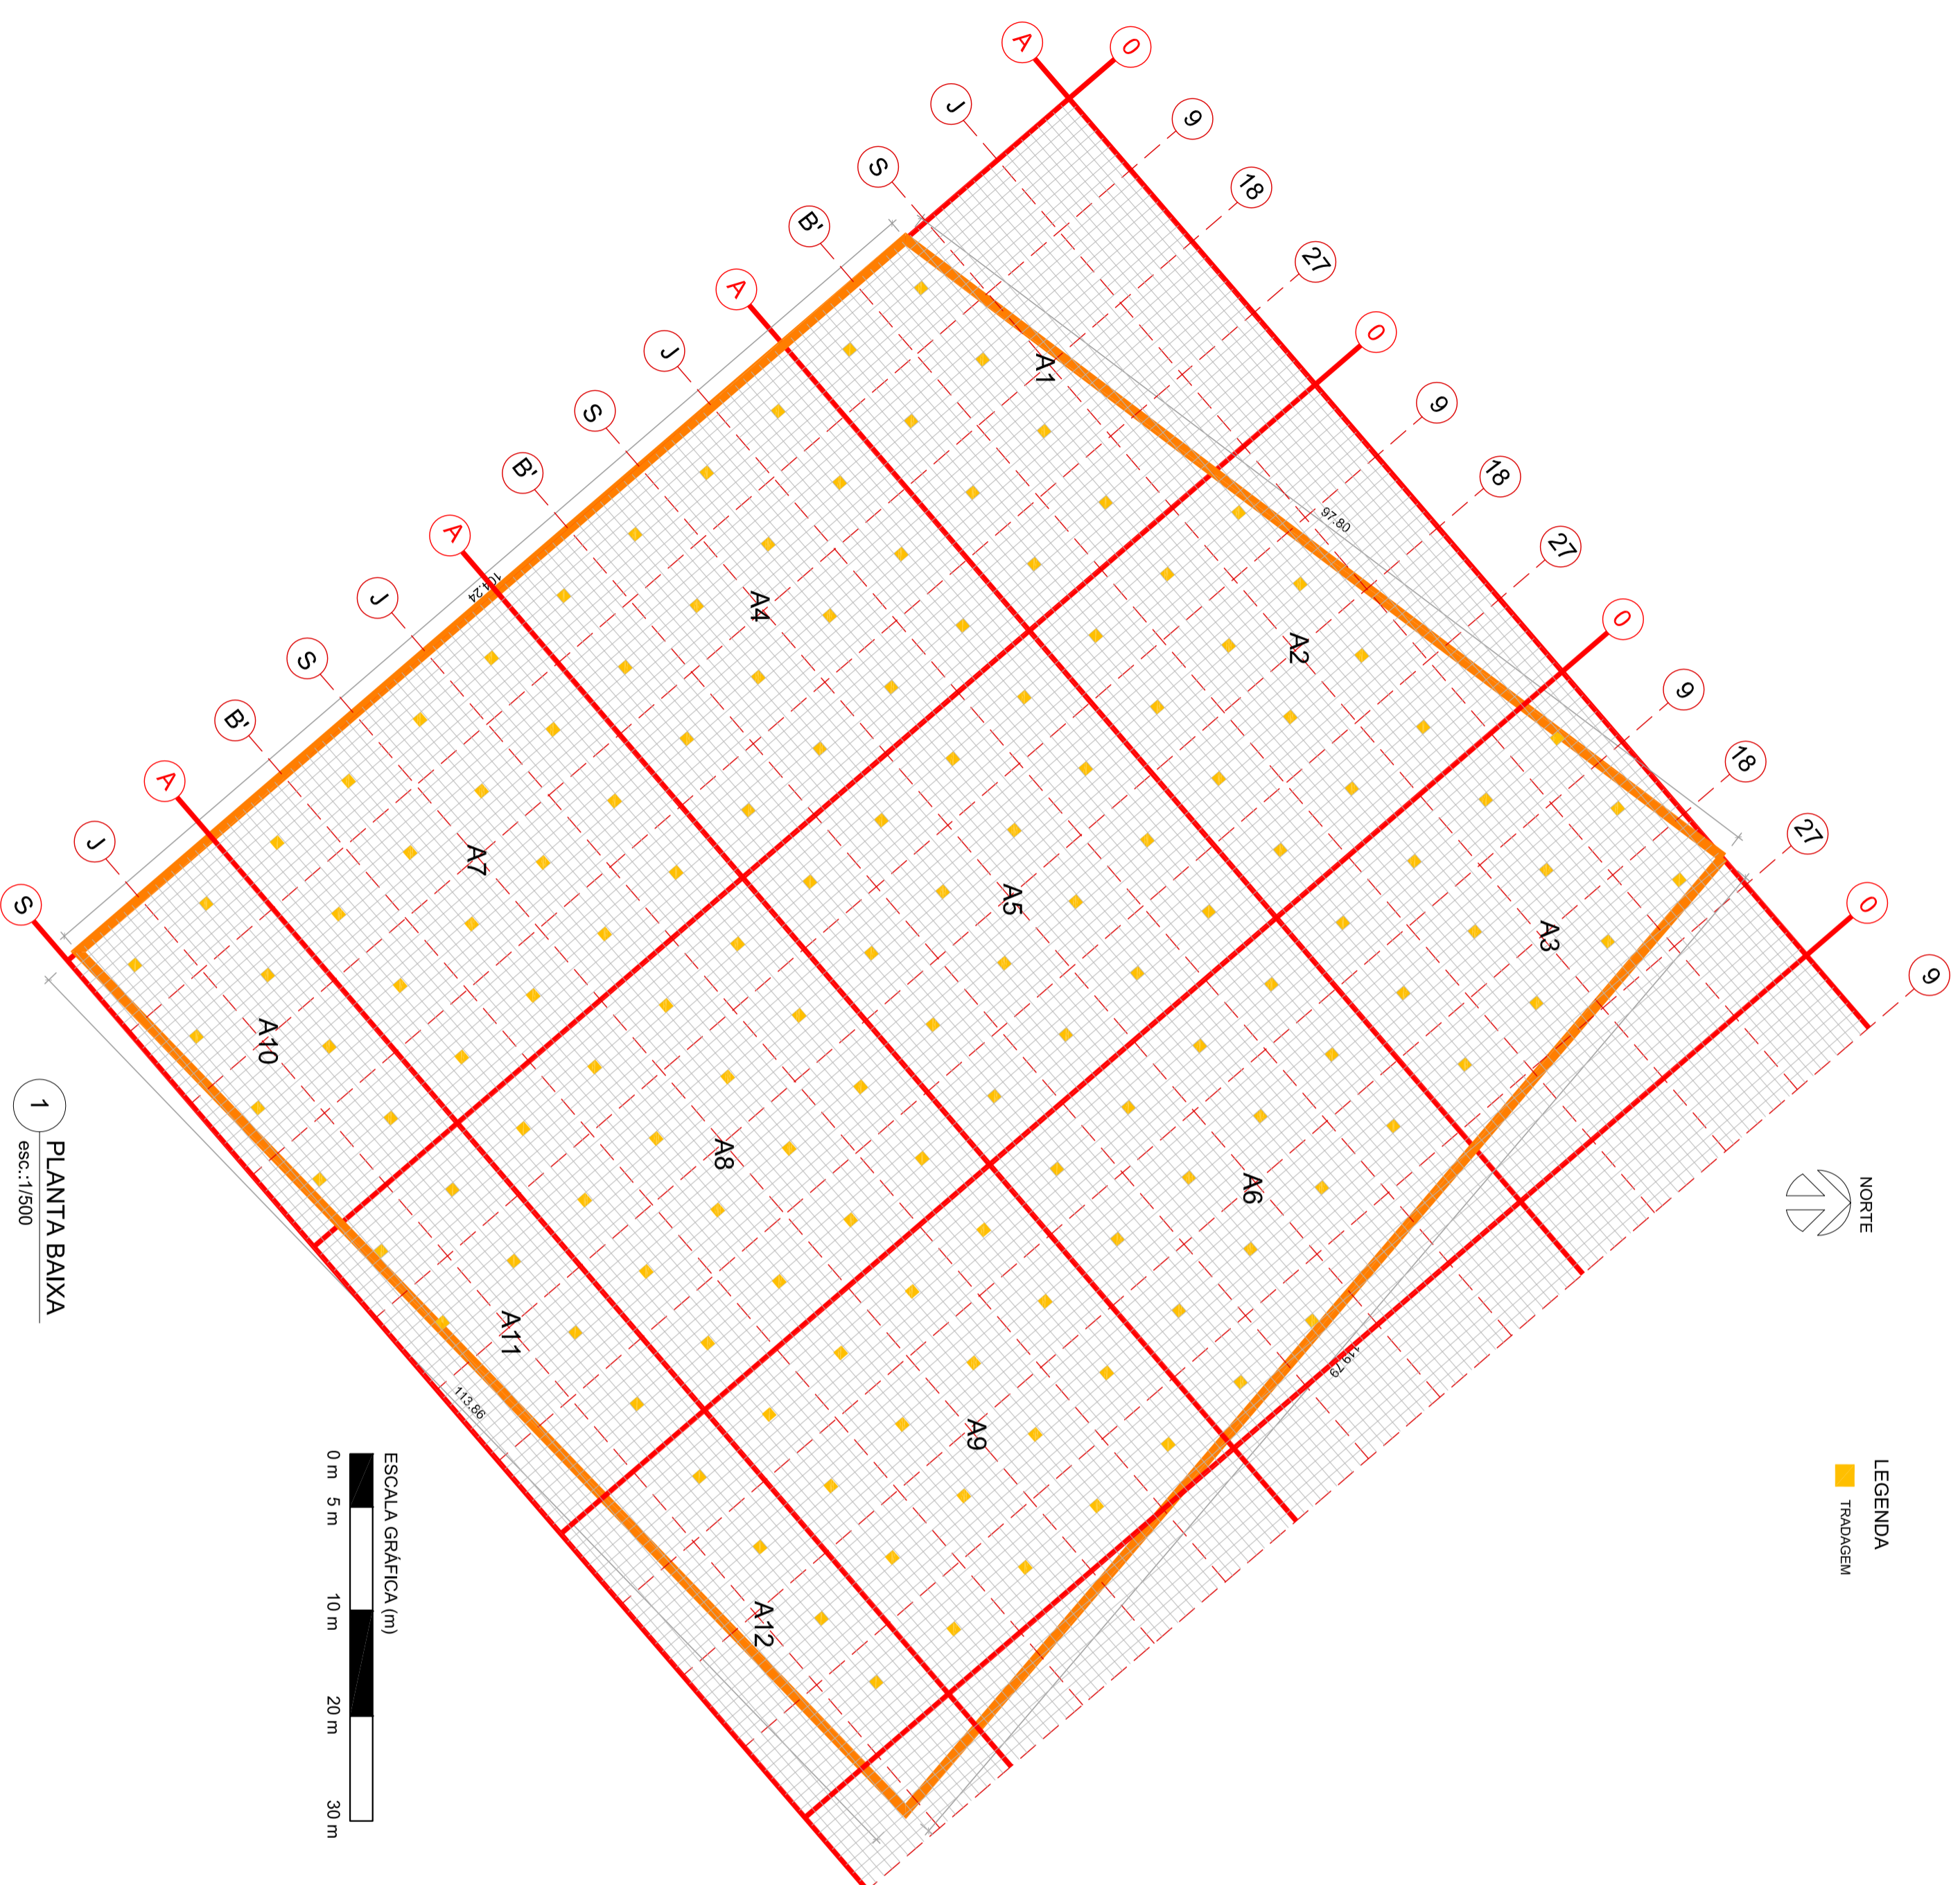 0
A
9
J
18
S
27
B'
0
A
9
J
18
S
27
B'
0
A
9
J
18
S
27
B'
0
A
9
J
S
A1
A2
A3
A4
A5
A6
A7
A8
A9
A10
A11
A12
97.80
104.24
119.79
113.86
NORTE
LEGENDA
TRADAGEM
1
PLANTA BAIXA
esc.:1/500
ESCALA GRÁFICA (m)
0 m
5 m
10 m
20 m
30 m